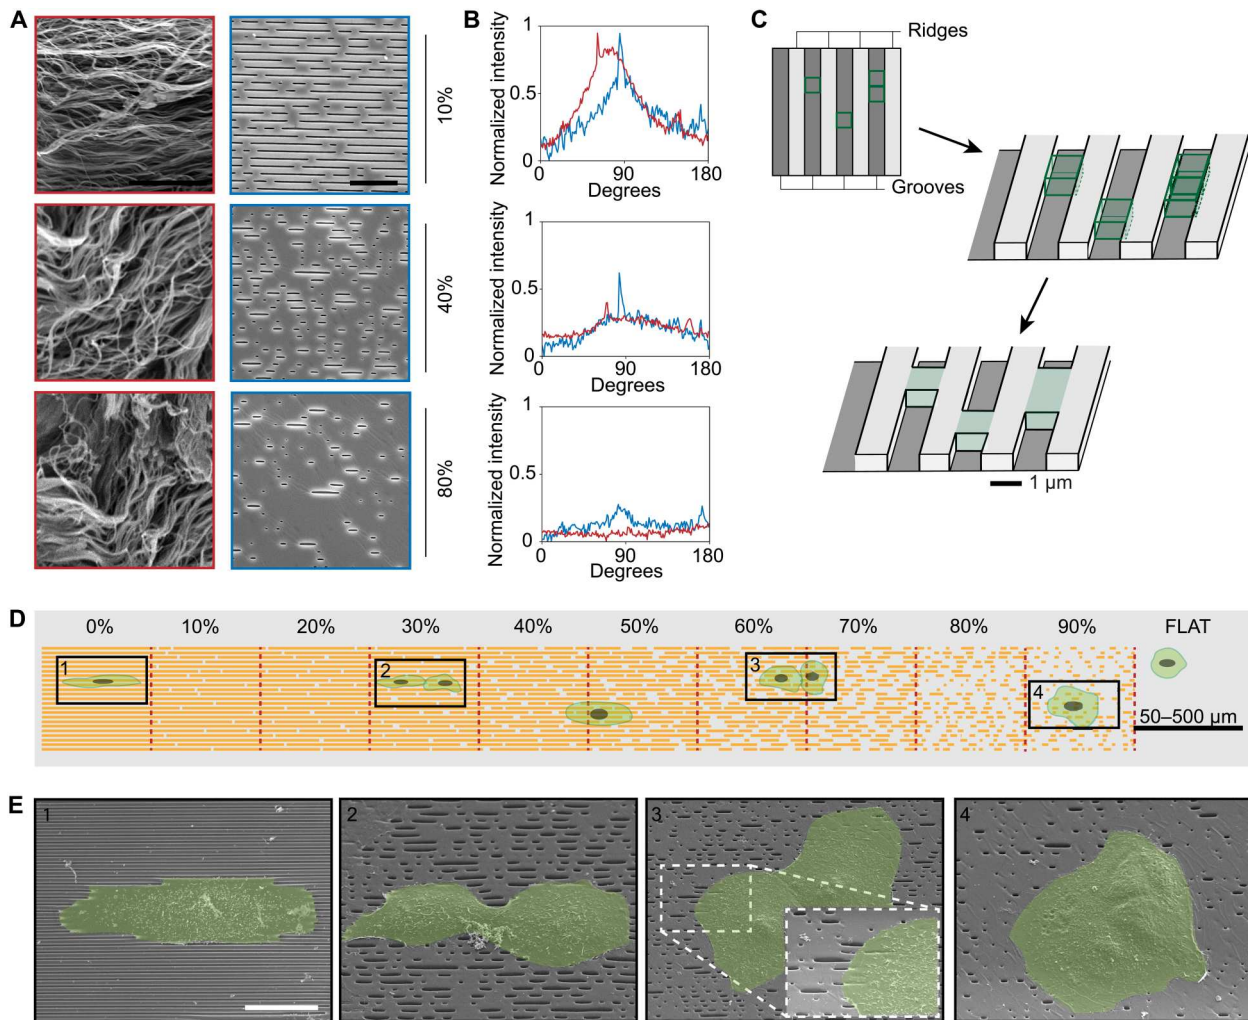 A
10%
40%
80%
B
Normalized intensity
1
0.5
0
0
90
180
Degrees
Normalized intensity
1
0.5
0
0
90
180
Degrees
Normalized intensity
1
0.5
0
0
90
180
Degrees
C
Ridges
Grooves
1 µm
D
0% 10% 20% 30% 40% 50% 60% 70% 80% 90% FLAT
1
2
3
4
50–500 µm
E
1
2
3
4